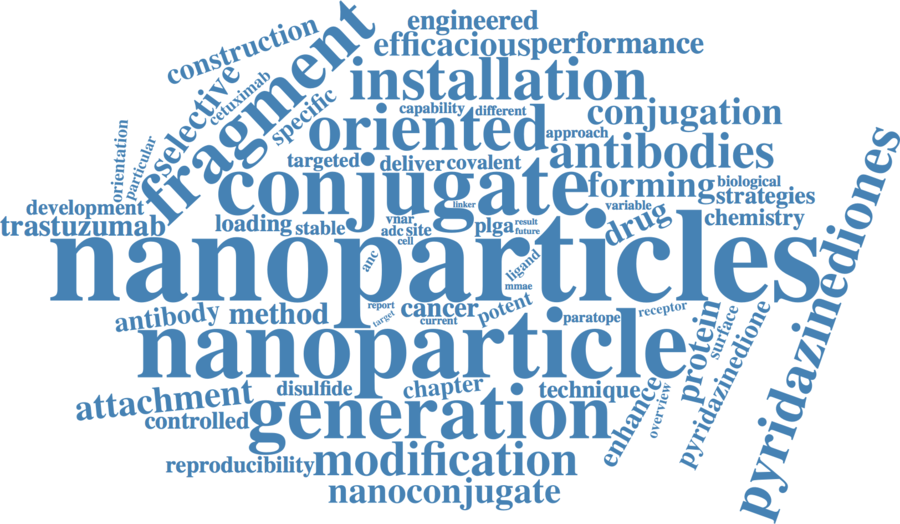 engineered
construction
efficacious
performance
fragment
installation
selective
cetuximab
specific
capability
different
conjugation
oriented
approach
antibodies
orientation
particular
targeted
deliver
covalent
conjugate
forming
biological
strategies
development
linker
variable
trastuzumab
loading
stable
vnar
adc
site
cell
plga
result
future
drug
chemistry
nanoparticles
pyridazinediones
anc
ligand
mmae
antibody
method
report
target
cancer
current
potent
paratope
receptor
protein
surface
pyridazinedione
nanoparticle
attachment
disulfide
chapter
technique
enhance
overview
controlled
generation
reproducibility
modification
nanoconjugate